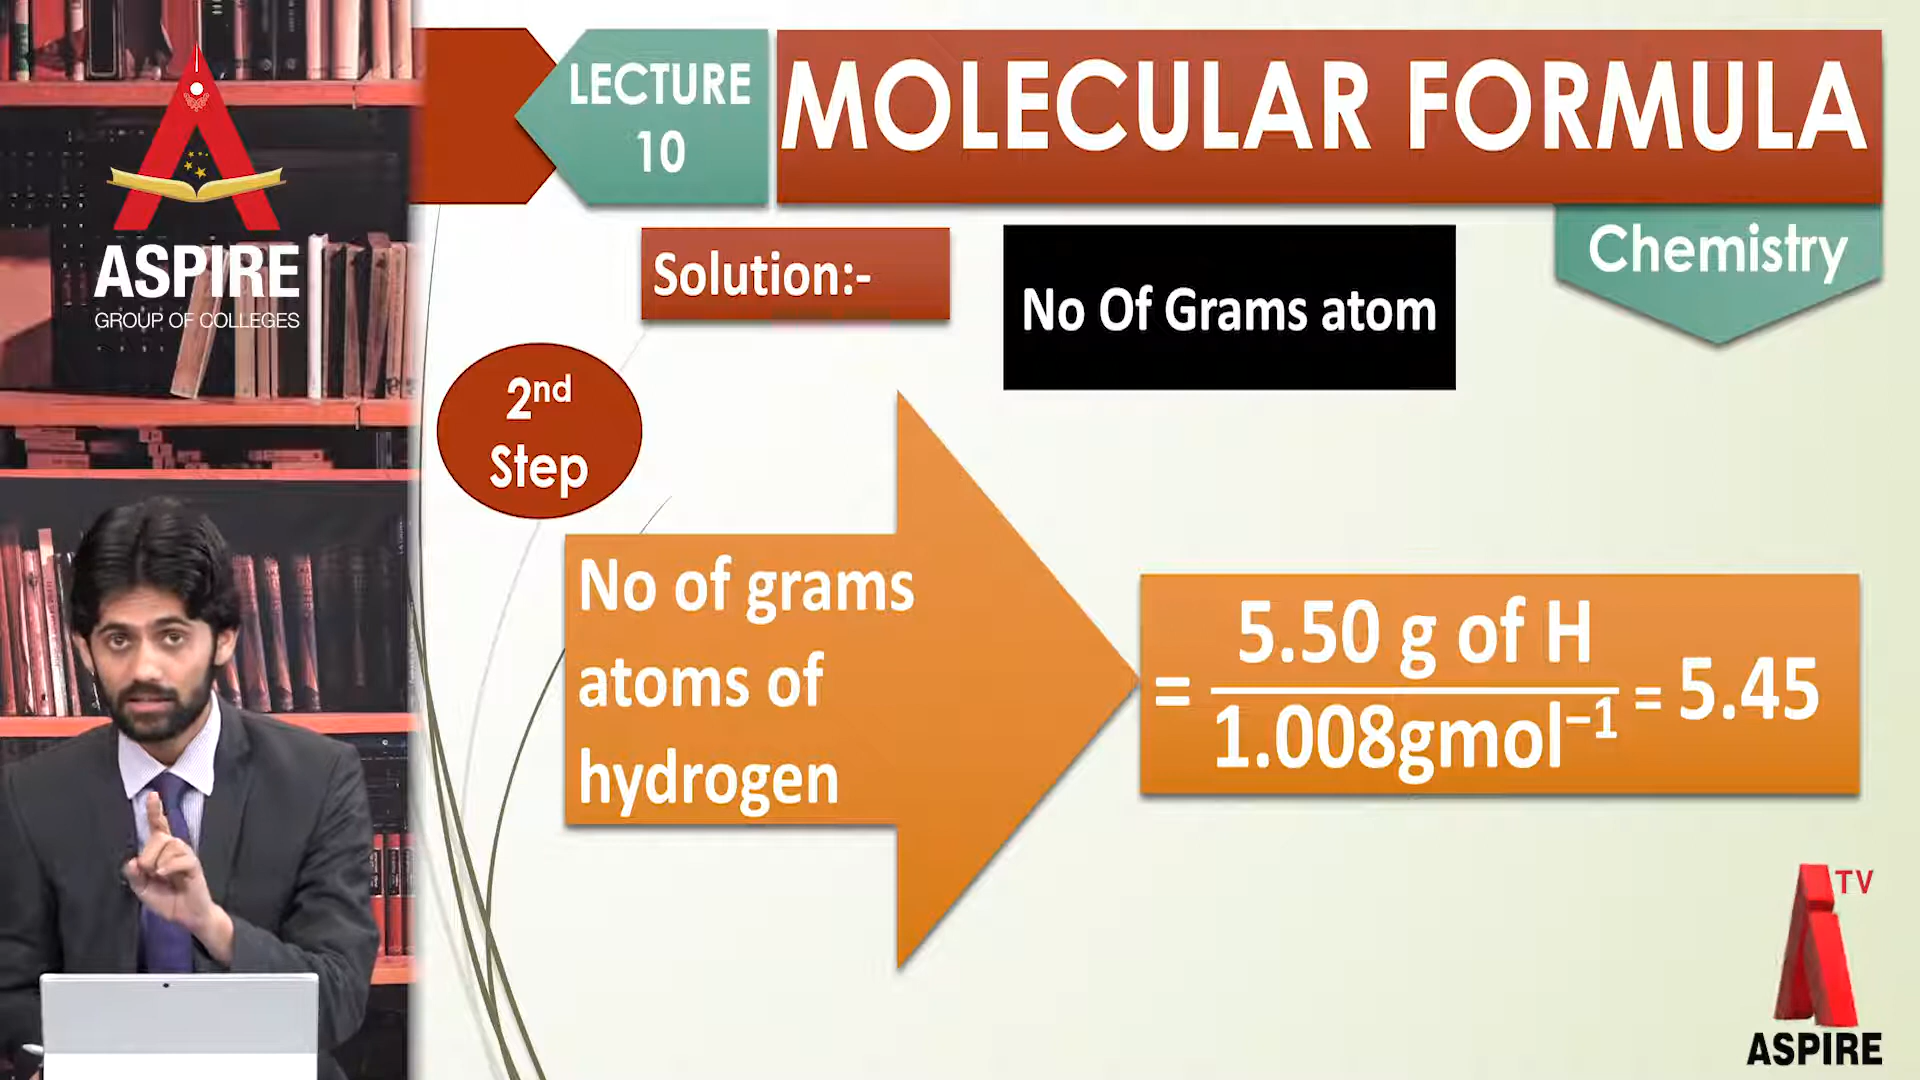 ASPIRE
GROUP OF COLLEGES
LECTURE
10
MOLECULAR FORMULA
Chemistry
Solution:-
No Of Grams atom
2nd
Step
No of grams
atoms of
hydrogen
= 5.50 g of H / 1.008gmol⁻¹ = 5.45
TV
ASPIRE